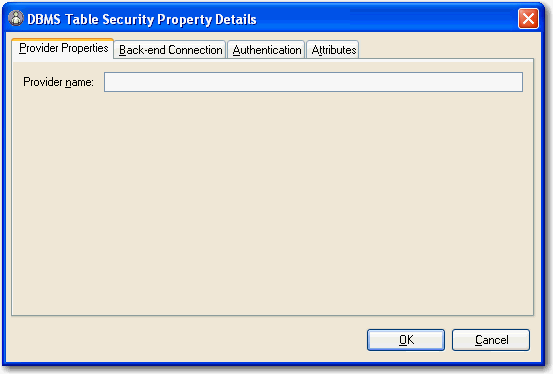 DBMS Table Security Property Details
Provider Properties Back-end Connection Authentication Attributes
Provider name:
OK Cancel